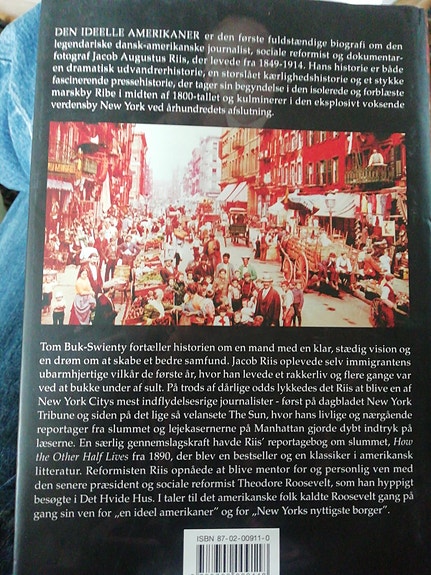 DEN IDEELLE AMERIKANER er den første fuldstændige biografi om den
legendariske dansk-amerikanske journalist, sociale reformist og dokumentar-
fotograf Jacob Augustus Riis, der levede fra 1849-1914. Hans historie er både
en dramatisk udvandrerhistorie, en storslået kærlighedshistorie og et stykke
fascinerende pressehistorie, der tager sin begyndelse i den isolerede og forblæste
marskby Ribe i midten af 1800-tallet og kulminerer i den eksplosivt voksende
verdensby New York ved århundredets afslutning.
Tom Buk-Swienty fortæller historien om en mand med en klar, stædig vision og
en drøm om at skabe et bedre samfund. Jacob Riis oplevede selv immigrantens
ubarmhjertige vilkår de første år, hvor han levede et rakkerliv og flere gange var
ved at bukke under af sult. På trods af dårlige odds lykkedes det Riis at blive en af
New York Citys mest indflydelsesrige journalister - først på dagbladet New York
Tribune og siden på det lige så velansete The Sun, hvor hans livlige og nærgående
reportager fra slummet og lejekasernerne på Manhattan gjorde dybt indtryk på
læserne. En særlig gennemslagskraft havde Riis' reportagebog om slummet, How
the Other Half Lives fra 1890, der blev en bestseller og en klassiker i amerikansk
litteratur. Reformisten Riis opnåede at blive mentor for og personlig ven med
den senere præsident og sociale reformist Theodore Roosevelt, som han hyppigt
besøgte i Det Hvide Hus. I taler til det amerikanske folk kaldte Roosevelt gang på
gang sin ven for „en ideel amerikaner” og for „New Yorks nyttigste borger”.
ISBN 87-02-00911-0